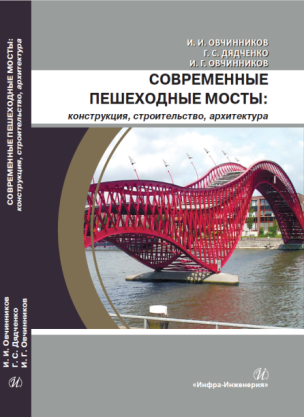 И. И. ОВЧИННИКОВ
Г. С. ДЯДЧЕНКО
И. Г. ОВЧИННИКОВ
СОВРЕМЕННЫЕ
ПЕШЕХОДНЫЕ МОСТЫ:
конструкция, строительство, архитектура
«Инфра-Инженерия»
СОВРЕМЕННЫЕ ПЕШЕХОДНЫЕ МОСТЫ:
конструкция, строительство, архитектура
И. И. Овчинников
Г. С. Дядченко
И. Г. Овчинников